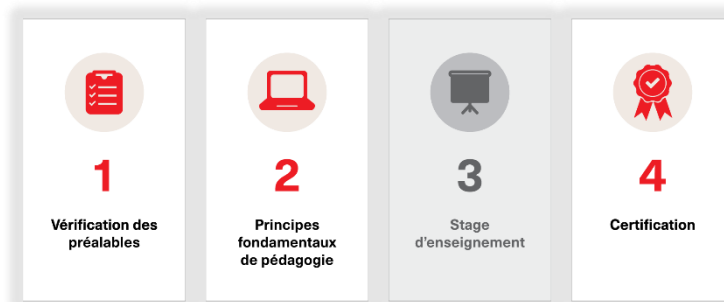 1
Vérification des
préalables
2
Principes
fondamentaux
de pédagogie
3
Stage
d'enseignement
4
Certification